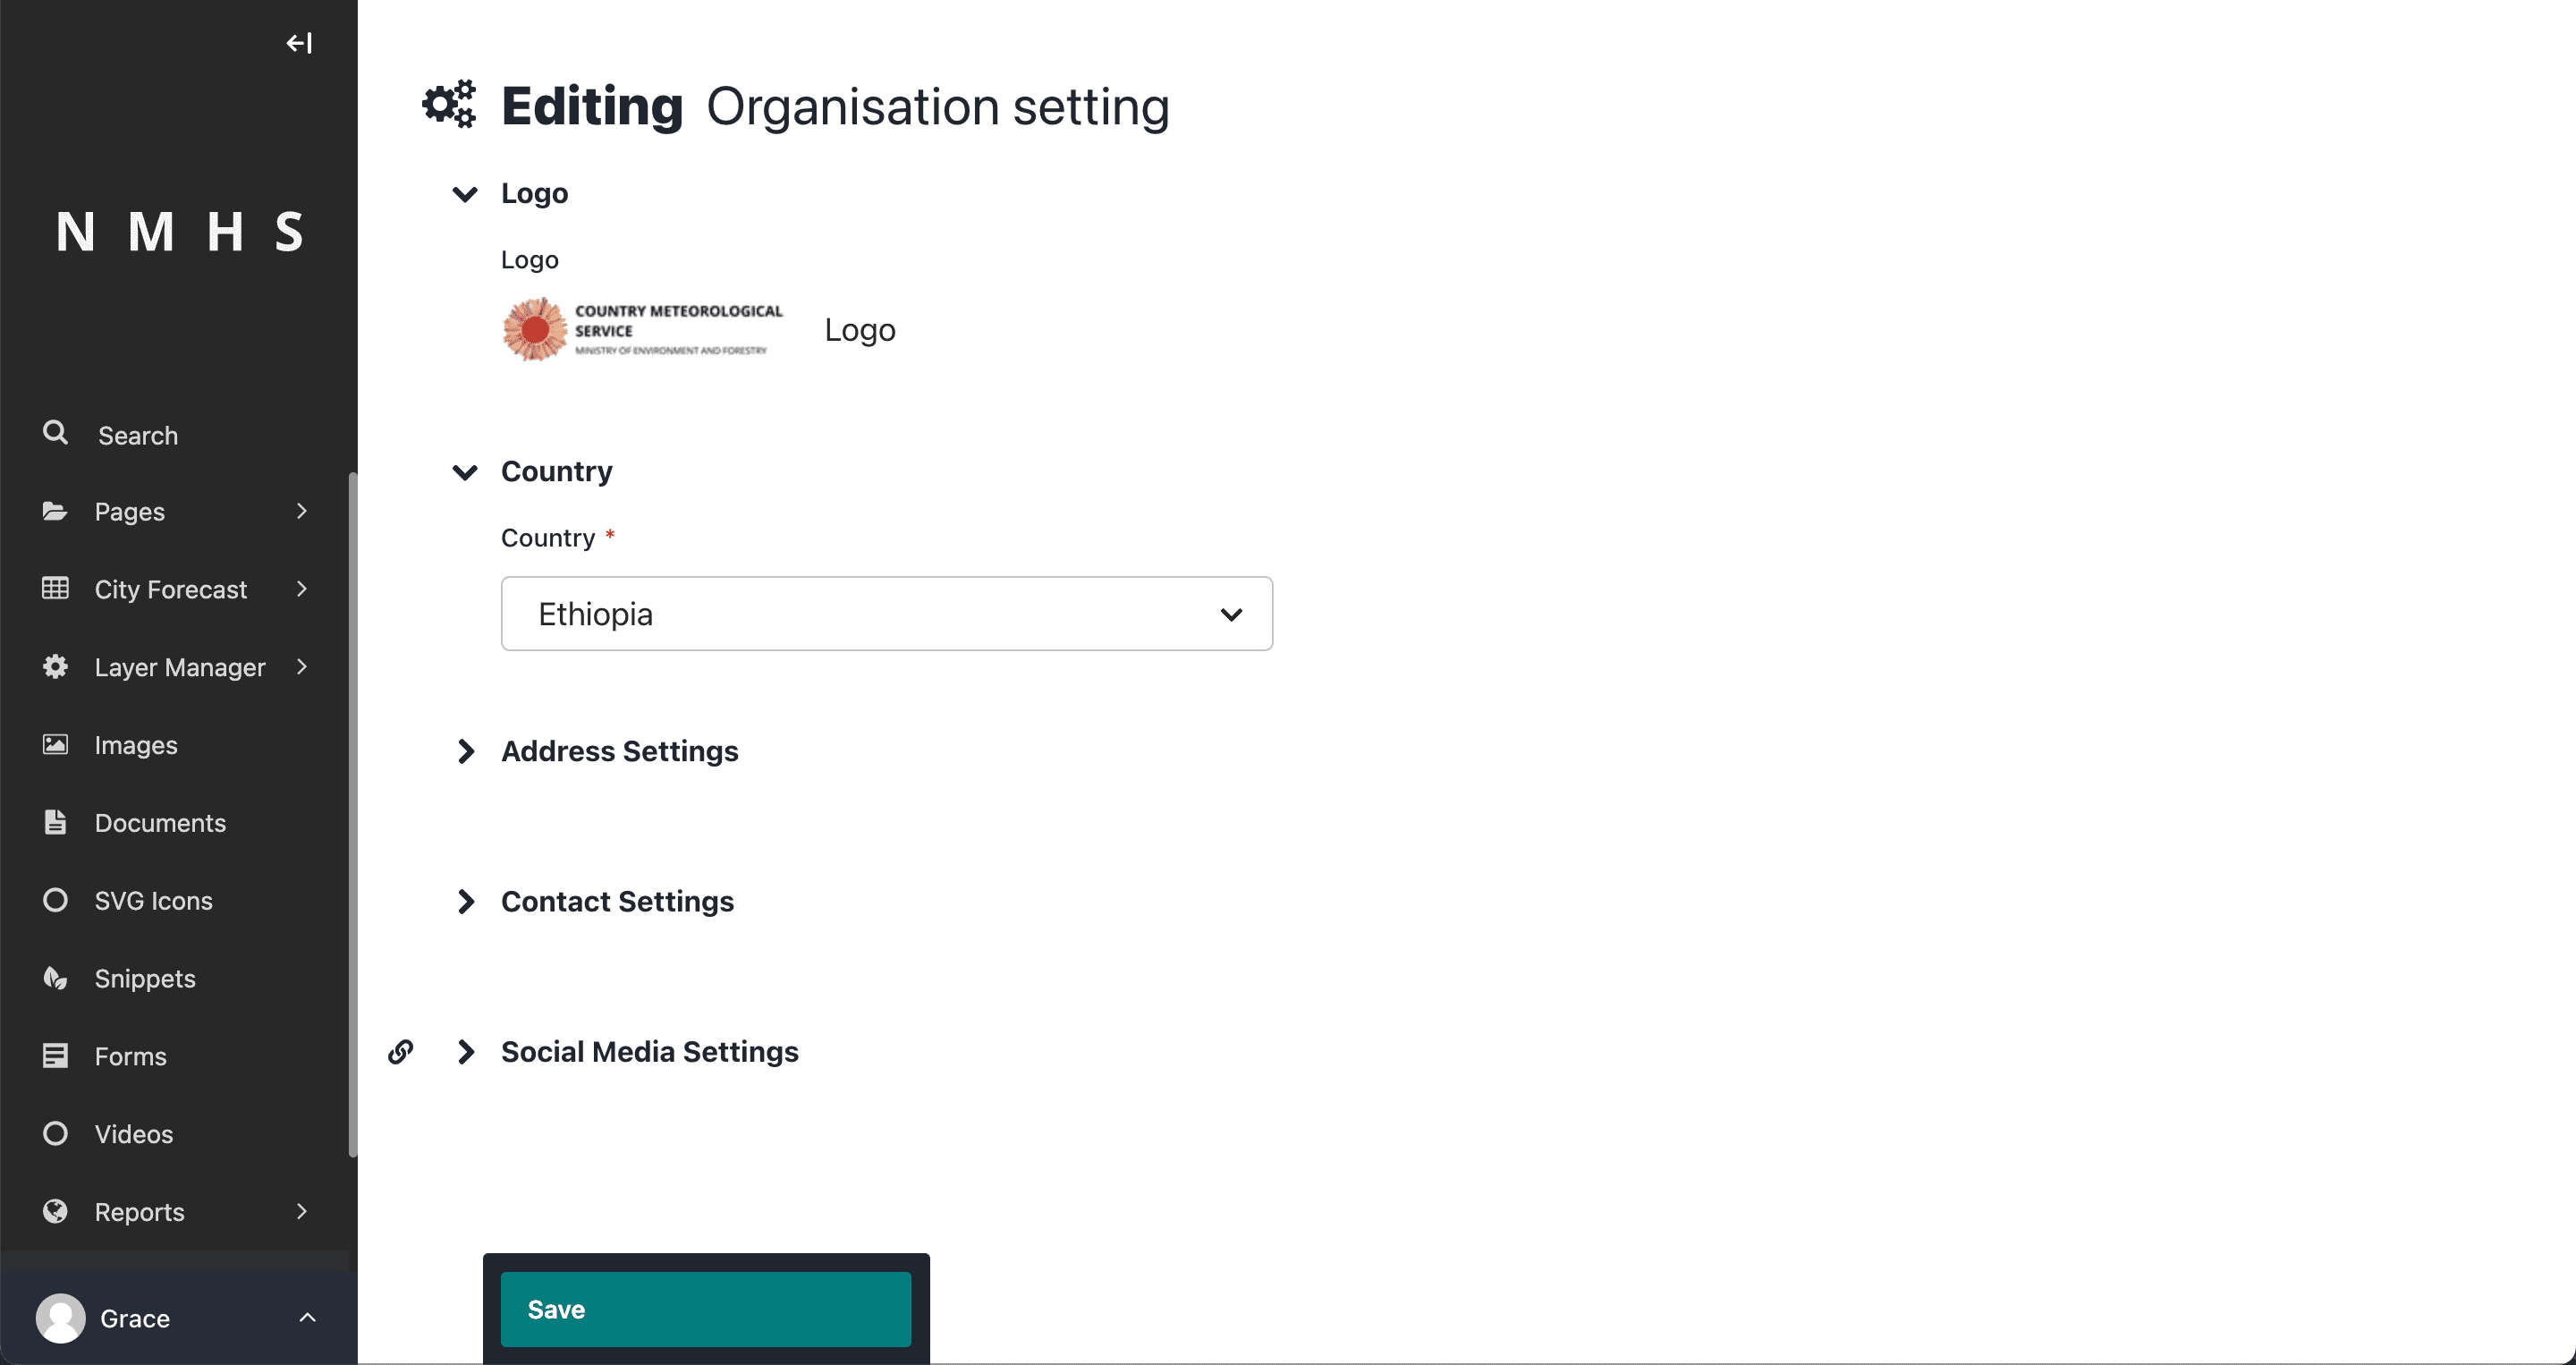 N M H S
Search
Pages
City Forecast
Layer Manager
Images
Documents
SVG Icons
Snippets
Forms
Videos
Reports
Grace
Editing Organisation setting
Logo
Logo
COUNTRY METEOROLOGICAL
SERVICE
MINISTRY OF ENVIRONMENT AND FORESTRY
Logo
Country
Country *
Ethiopia
Address Settings
Contact Settings
Social Media Settings
Save